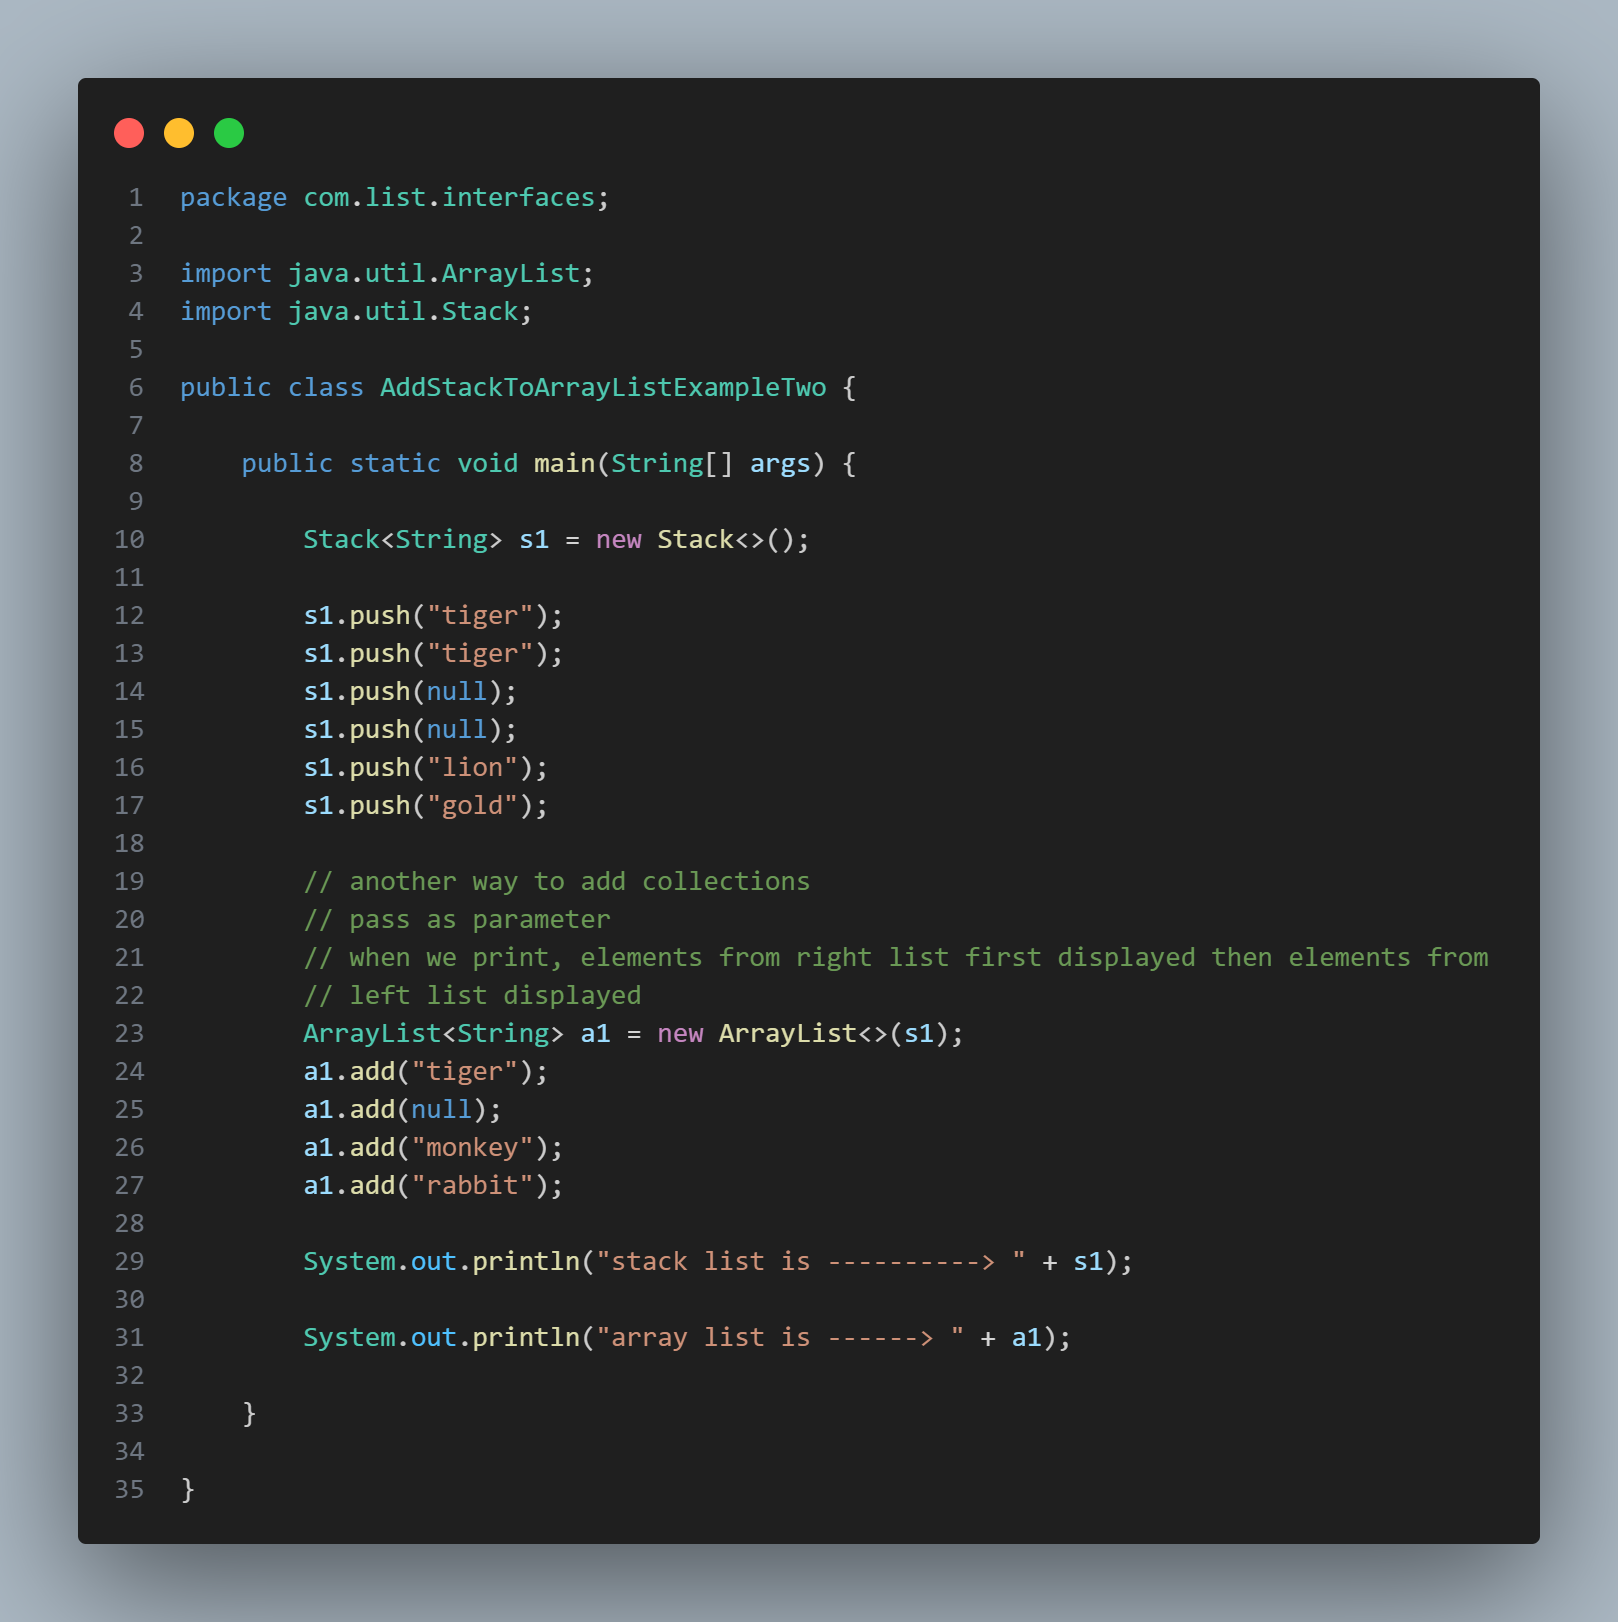 1 package com.list.interfaces;
2
3 import java.util.ArrayList;
4 import java.util.Stack;
5
6 public class AddStackToArrayListExampleTwo {
7
8     public static void main(String[] args) {
9
10         Stack<String> s1 = new Stack<>();
11
12         s1.push("tiger");
13         s1.push("tiger");
14         s1.push(null);
15         s1.push(null);
16         s1.push("lion");
17         s1.push("gold");
18
19         // another way to add collections
20         // pass as parameter
21         // when we print, elements from right list first displayed then elements from
22         // left list displayed
23         ArrayList<String> a1 = new ArrayList<>(s1);
24         a1.add("tiger");
25         a1.add(null);
26         a1.add("monkey");
27         a1.add("rabbit");
28
29         System.out.println("stack list is ----------> " + s1);
30
31         System.out.println("array list is ------> " + a1);
32
33     }
34
35 }